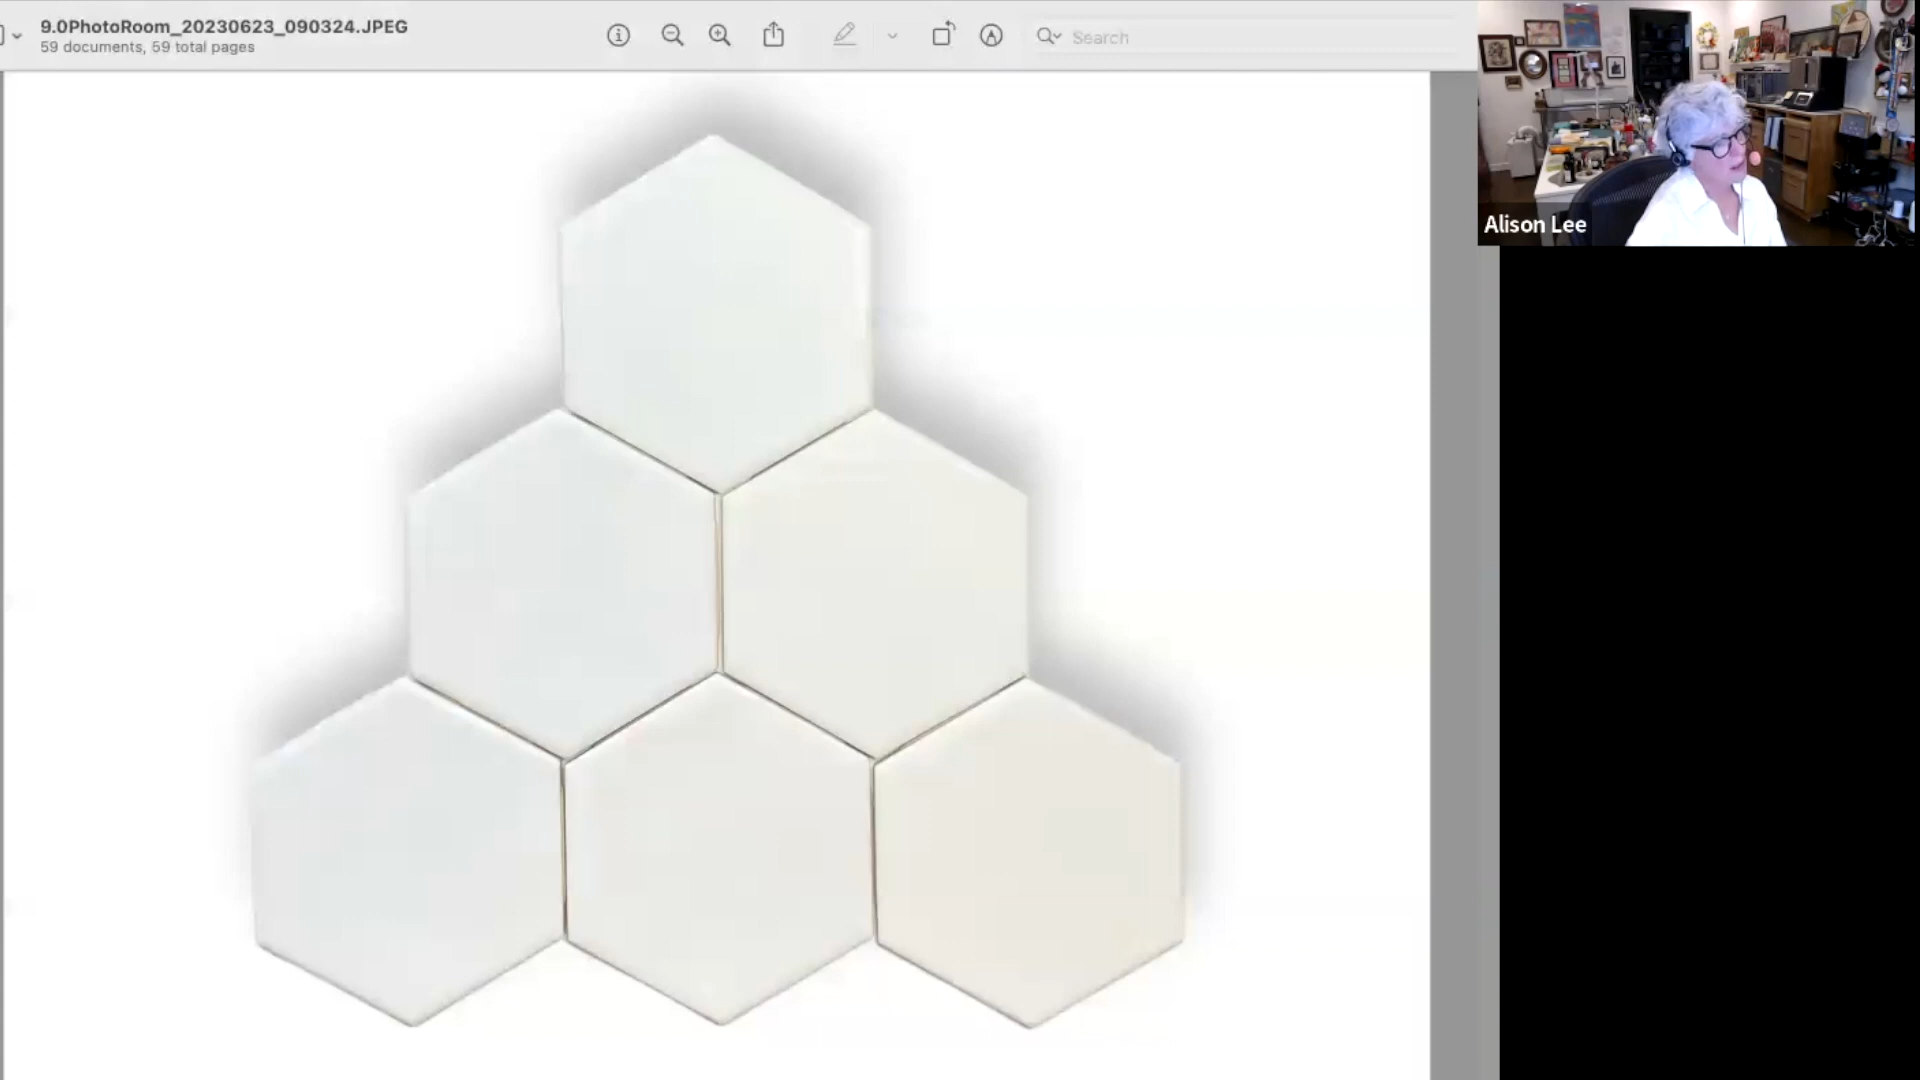 9.0PhotoRoom_20230623_090324.JPEG
59 documents, 59 total pages
Search
Alison Lee